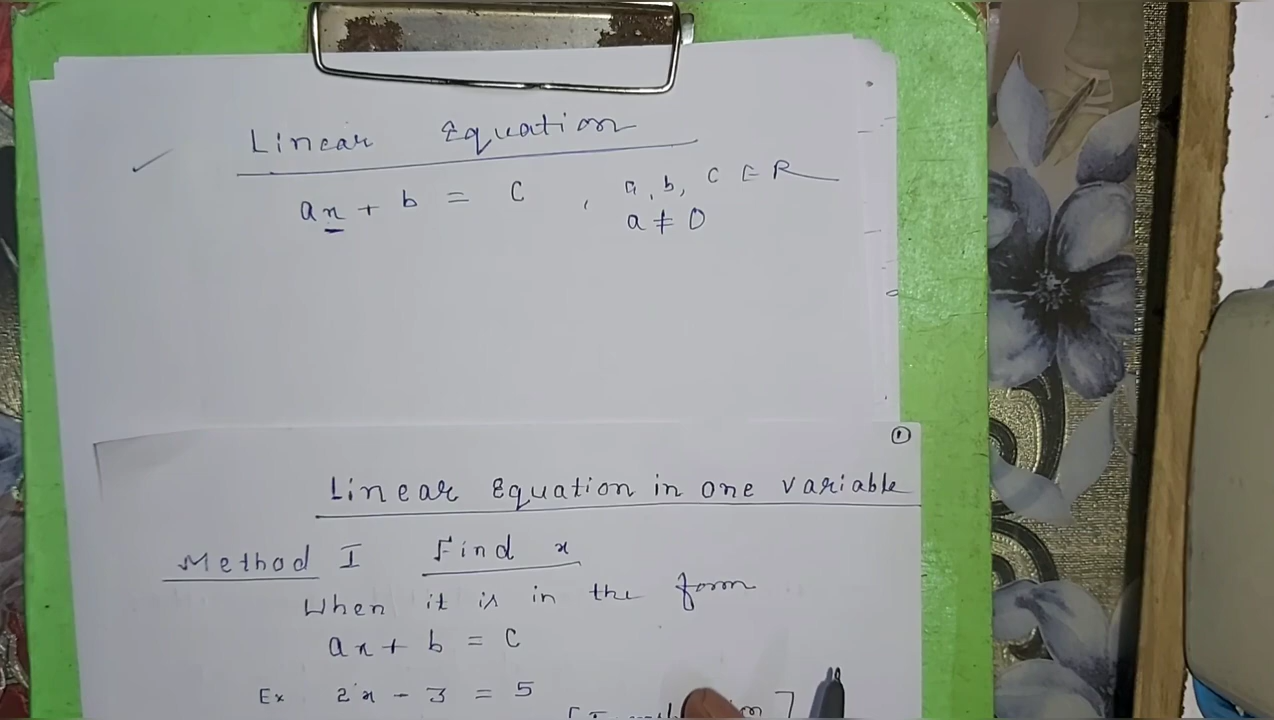 Linear Equation
ax + b = C , a, b, C ∈ R
a ≠ 0
①
Linear Equation in one variable
Method I Find x
When it is in the form
ax + b = C
Ex 2x - 3 = 5